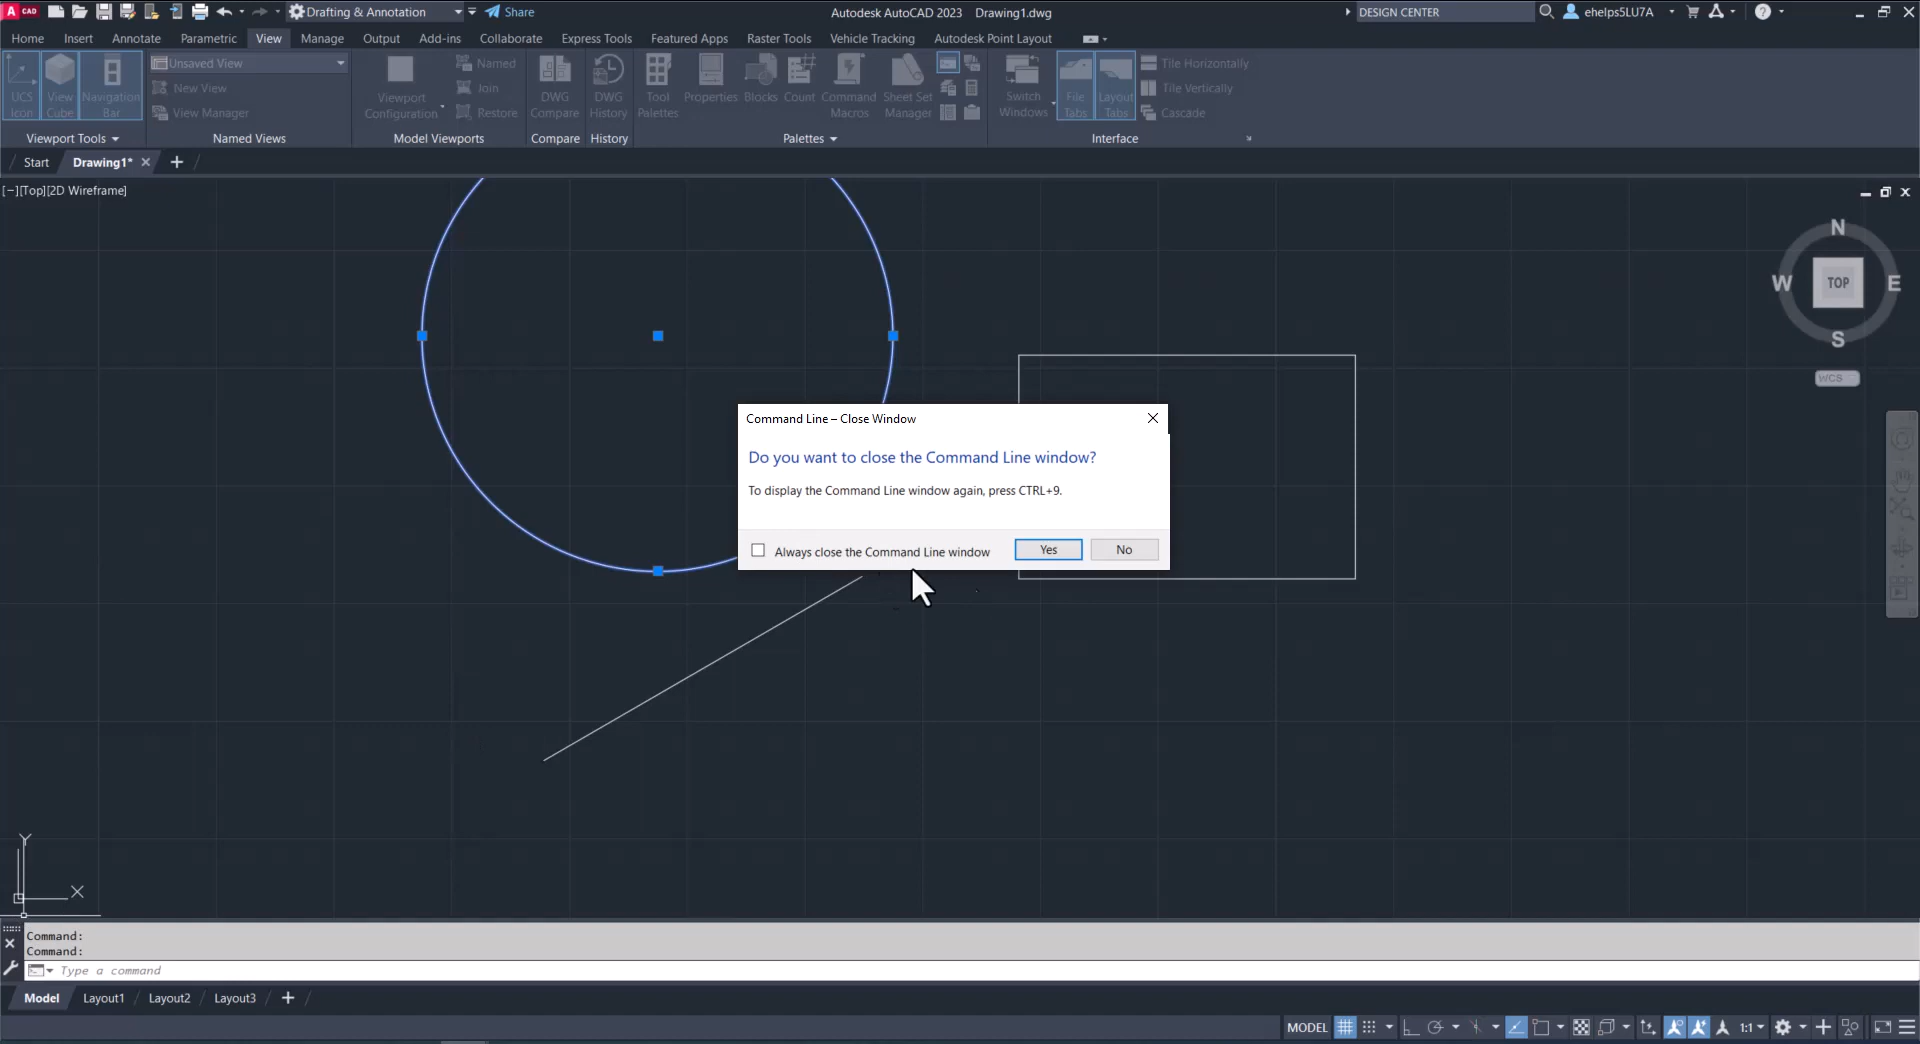 A CAD
Drafting & Annotation
Share
Autodesk AutoCAD 2023 Drawing1.dwg
DESIGN CENTER
ehelps5LU7A
?
Home Insert Annotate Parametric View Manage Output Add-ins Collaborate Express Tools Featured Apps Raster Tools Vehicle Tracking Autodesk Point Layout
UCS Icon
View Cube
Navigation Bar
Unsaved View
New View
View Manager
Viewport Configuration
Named
Join
Restore
DWG Compare
DWG History
Tool Palettes
Properties
Blocks
Count
Command Macros
Sheet Set Manager
Switch Windows
File Tabs
Layout Tabs
Tile Horizontally
Tile Vertically
Cascade
Viewport Tools
Named Views
Model Viewports
Compare
History
Palettes
Interface
Start Drawing1*
[−][Top][2D Wireframe]
N
W TOP E
S
WCS
Command Line – Close Window
Do you want to close the Command Line window?
To display the Command Line window again, press CTRL+9.
Always close the Command Line window Yes No
Y
X
Command:
Command:
Type a command
Model Layout1 Layout2 Layout3
MODEL 1:1